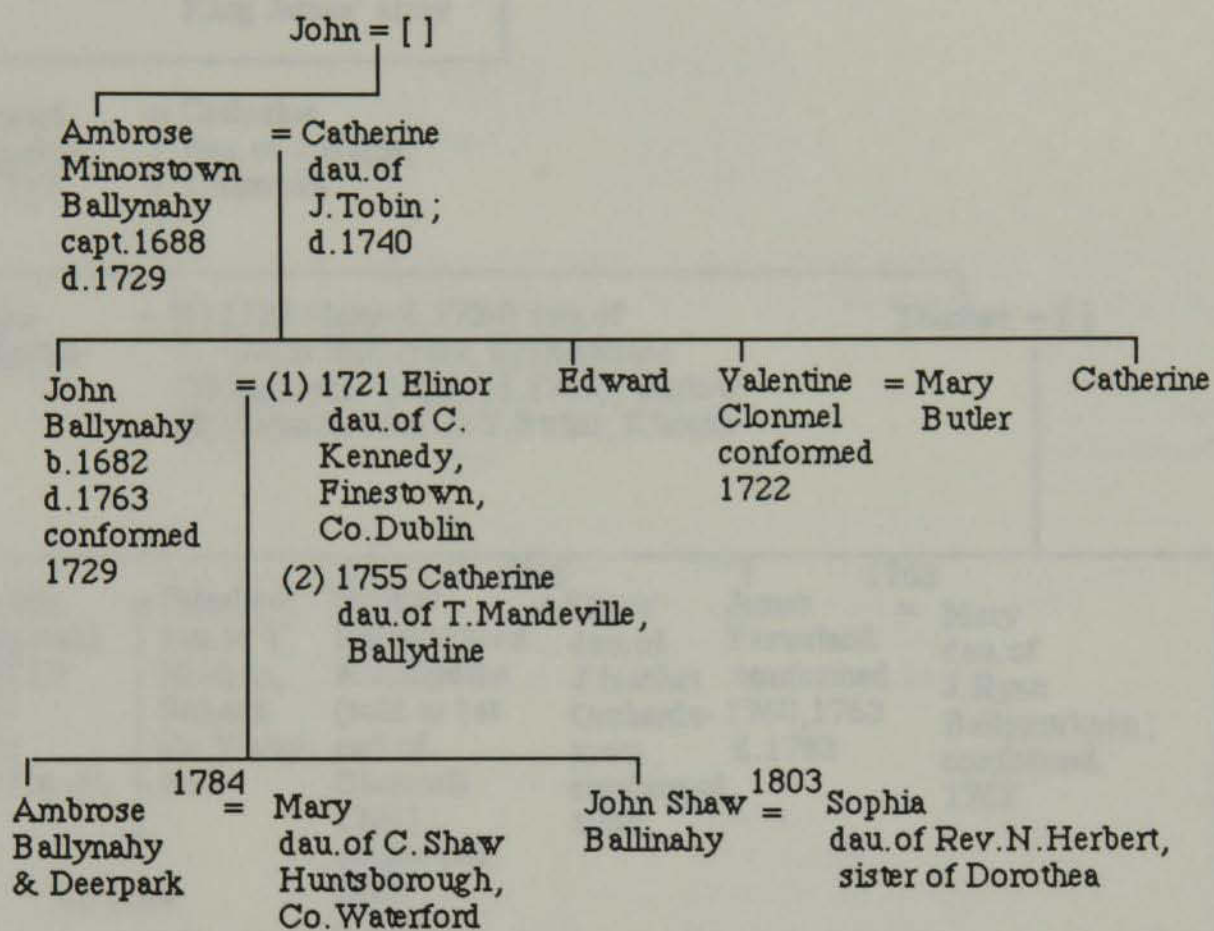 John = [ ]
Ambrose
Minorstown
Ballynahy
capt.1688
d.1729
= Catherine
dau.of
J.Tobin;
d.1740
John
Ballynahy
b.1682
d.1763
conformed
1729
= (1) 1721 Elinor
dau.of C.
Kennedy,
Finestown,
Co.Dublin
(2) 1755 Catherine
dau.of T.Mandeville,
Ballydine
Edward
Valentine
Clonmel
conformed
1722
= Mary
Butler
Catherine
Ambrose
Ballynahy
& Deerpark
1784
= Mary
dau.of C.Shaw
Huntsborough,
Co.Waterford
John Shaw
Ballinahy
1803
= Sophia
dau.of Rev.N.Herbert,
sister of Dorothea